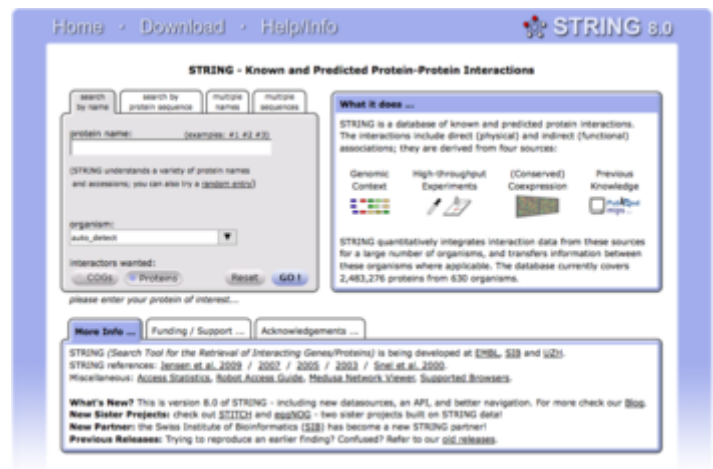 Home · Download · Help/Info
STRING 8.0
STRING - Known and Predicted Protein-Protein Interactions
search by name
search by protein sequence
multiple names
multiple sequences
protein name: (examples: #1 #2 #3)
(STRING understands a variety of protein names
and accessions; you can also try a random entry)
organism:
auto_detect
interactors wanted:
COGs Proteins Reset GO !
please enter your protein of interest...
What it does ...
STRING is a database of known and predicted protein interactions.
The interactions include direct (physical) and indirect (functional)
associations; they are derived from four sources:
Genomic Context
High-throughput Experiments
(Conserved) Coexpression
Previous Knowledge
STRING quantitatively integrates interaction data from these sources
for a large number of organisms, and transfers information between
these organisms where applicable. The database currently covers
2,483,276 proteins from 630 organisms.
More Info ... Funding / Support ... Acknowledgements ...
STRING (Search Tool for the Retrieval of Interacting Genes/Proteins) is being developed at EMBL, SIB and UZH.
STRING references: Jensen et al. 2009 / 2007 / 2005 / 2003 / Snel et al. 2000.
Miscellaneous: Access Statistics, Robot Access Guide, Medusa Network Viewer, Supported Browsers.
What's New? This is version 8.0 of STRING - including new datasources, an API, and better navigation. For more check our Blog.
New Sister Projects: check out STITCH and eggNOG - two sister projects built on STRING data!
New Partner: the Swiss Institute of Bioinformatics (SIB) has become a new STRING partner!
Previous Releases: Trying to reproduce an earlier finding? Confused? Refer to our old releases.